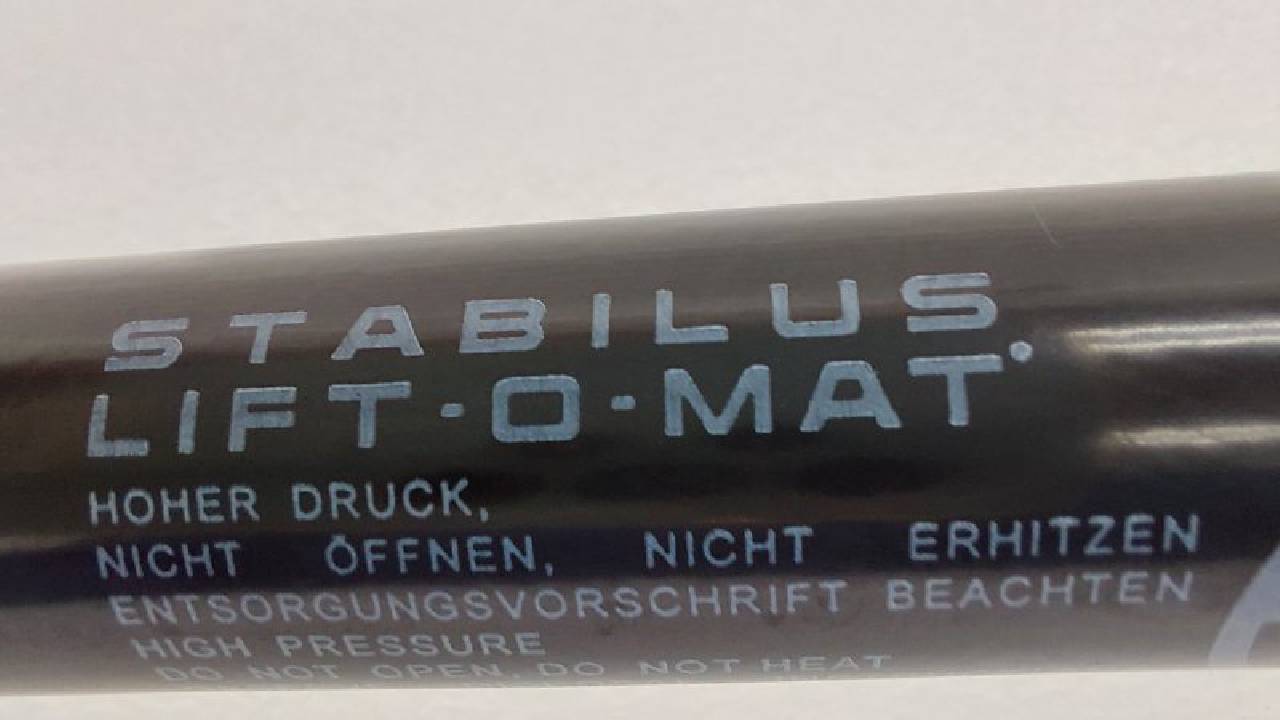 STABILUS
LIFT-O-MAT
HOHER DRUCK,
NICHT ÖFFNEN, NICHT ERHITZEN
ENTSORGUNGSVORSCHRIFT BEACHTEN
HIGH PRESSURE
DO NOT OPEN, DO NOT HEAT